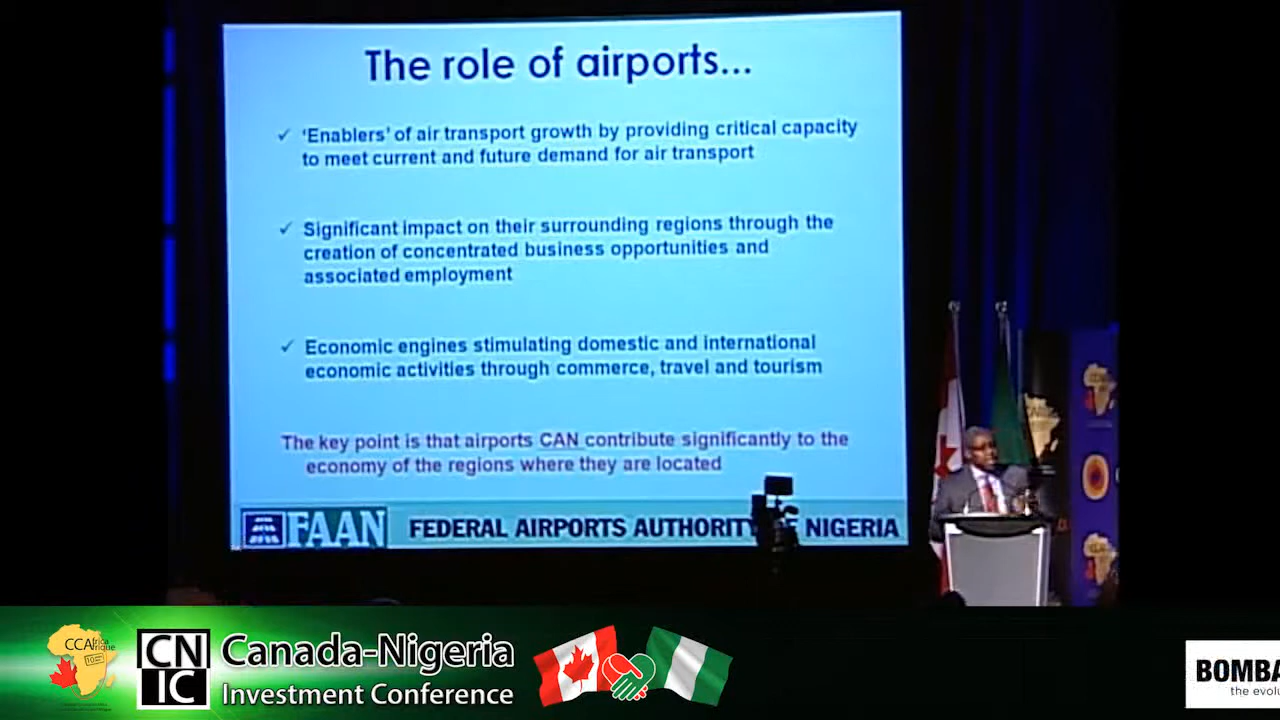 The role of airports...
✓ 'Enablers' of air transport growth by providing critical capacity
to meet current and future demand for air transport
✓ Significant impact on their surrounding regions through the
creation of concentrated business opportunities and
associated employment
✓ Economic engines stimulating domestic and international
economic activities through commerce, travel and tourism
The key point is that airports CAN contribute significantly to the
economy of the regions where they are located
FAAN FEDERAL AIRPORTS AUTHORITY NIGERIA
CCAfrica
Afrique
CN
IC
Canada-Nigeria
Investment Conference
BOMBA
the evolu